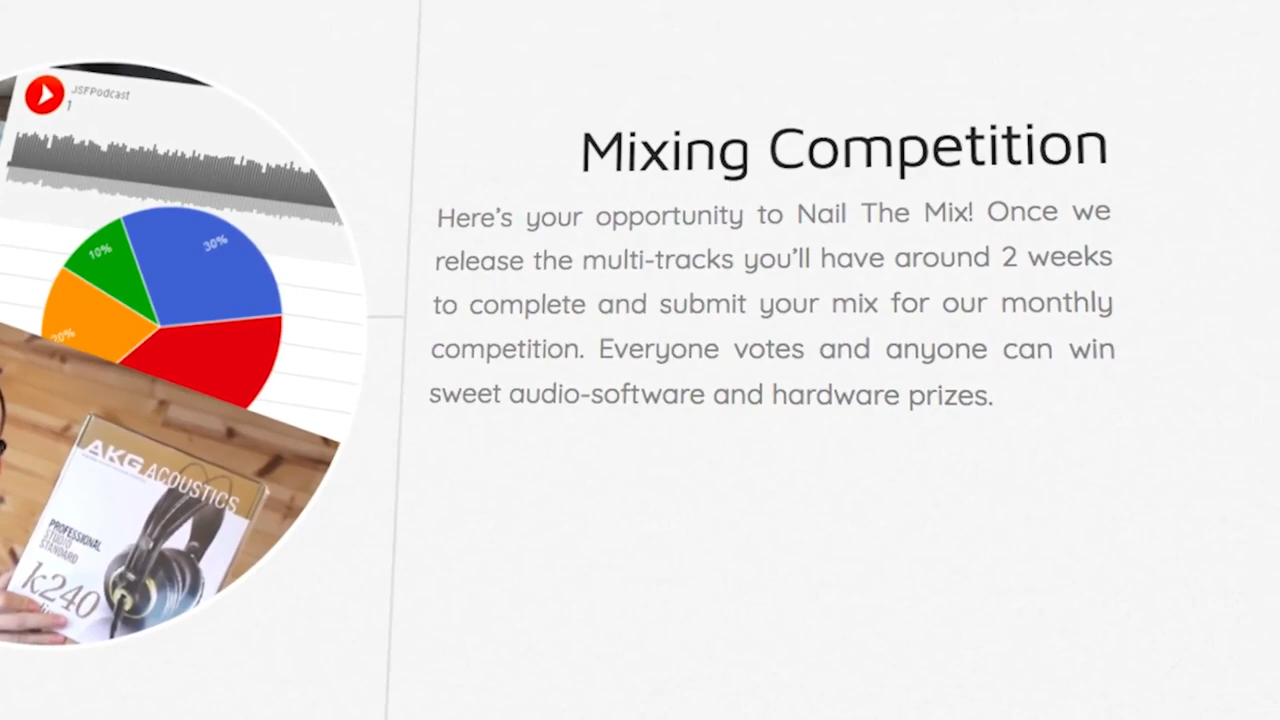 JSFPodcast
1
10%
30%
20%
AKG ACOUSTICS
PROFESSIONAL
STUDIO
STANDARD
k240
Mixing Competition
Here's your opportunity to Nail The Mix! Once we
release the multi-tracks you'll have around 2 weeks
to complete and submit your mix for our monthly
competition. Everyone votes and anyone can win
sweet audio-software and hardware prizes.